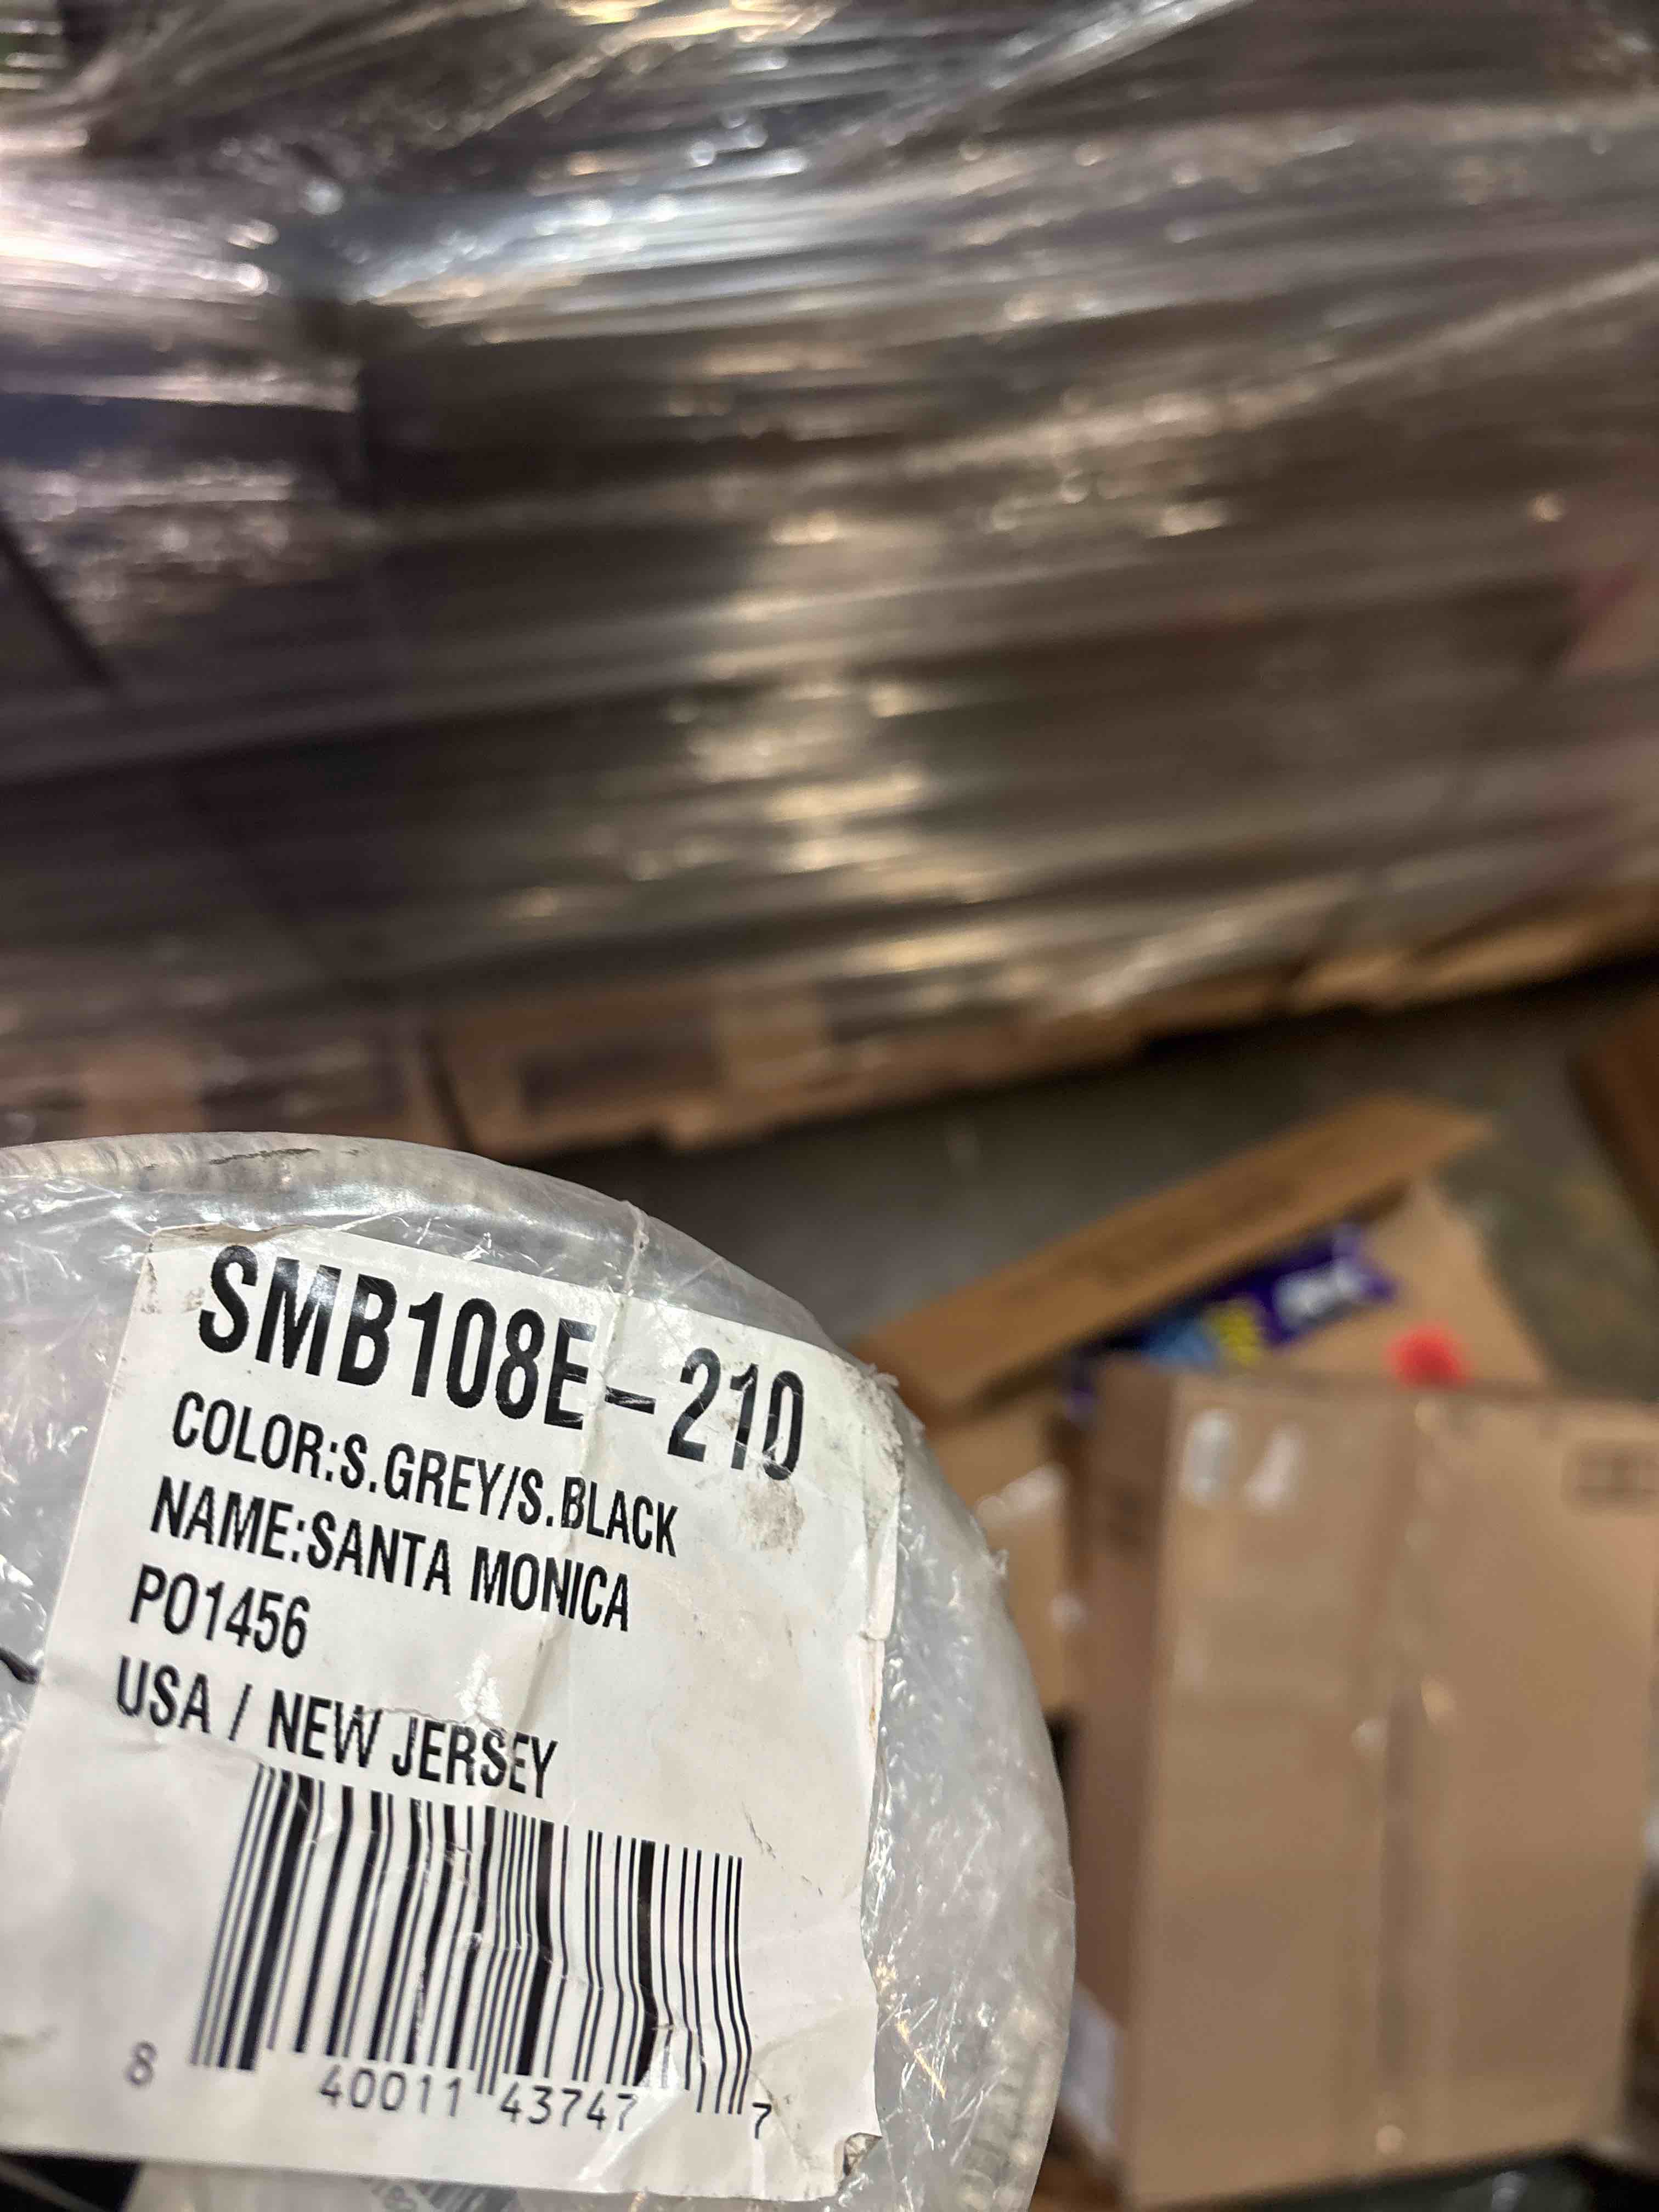 SMB108E-210
COLOR:S.GREY/S.BLACK
NAME:SANTA MONICA
PO1456
USA / NEW JERSEY
8 40011 43747 7